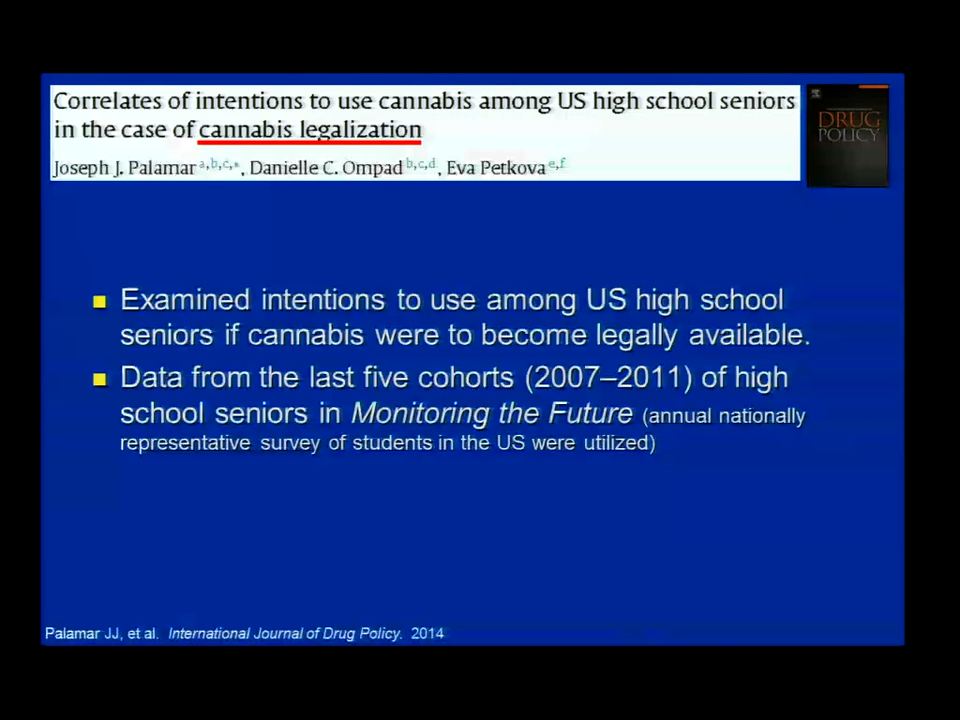 Correlates of intentions to use cannabis among US high school seniors
in the case of cannabis legalization
Joseph J. Palamar a,b,c,*, Danielle C. Ompad b,c,d, Eva Petkova e,f
DRUG
POLICY
Examined intentions to use among US high school
seniors if cannabis were to become legally available.
Data from the last five cohorts (2007–2011) of high
school seniors in Monitoring the Future (annual nationally
representative survey of students in the US were utilized)
Palamar JJ, et al. International Journal of Drug Policy. 2014